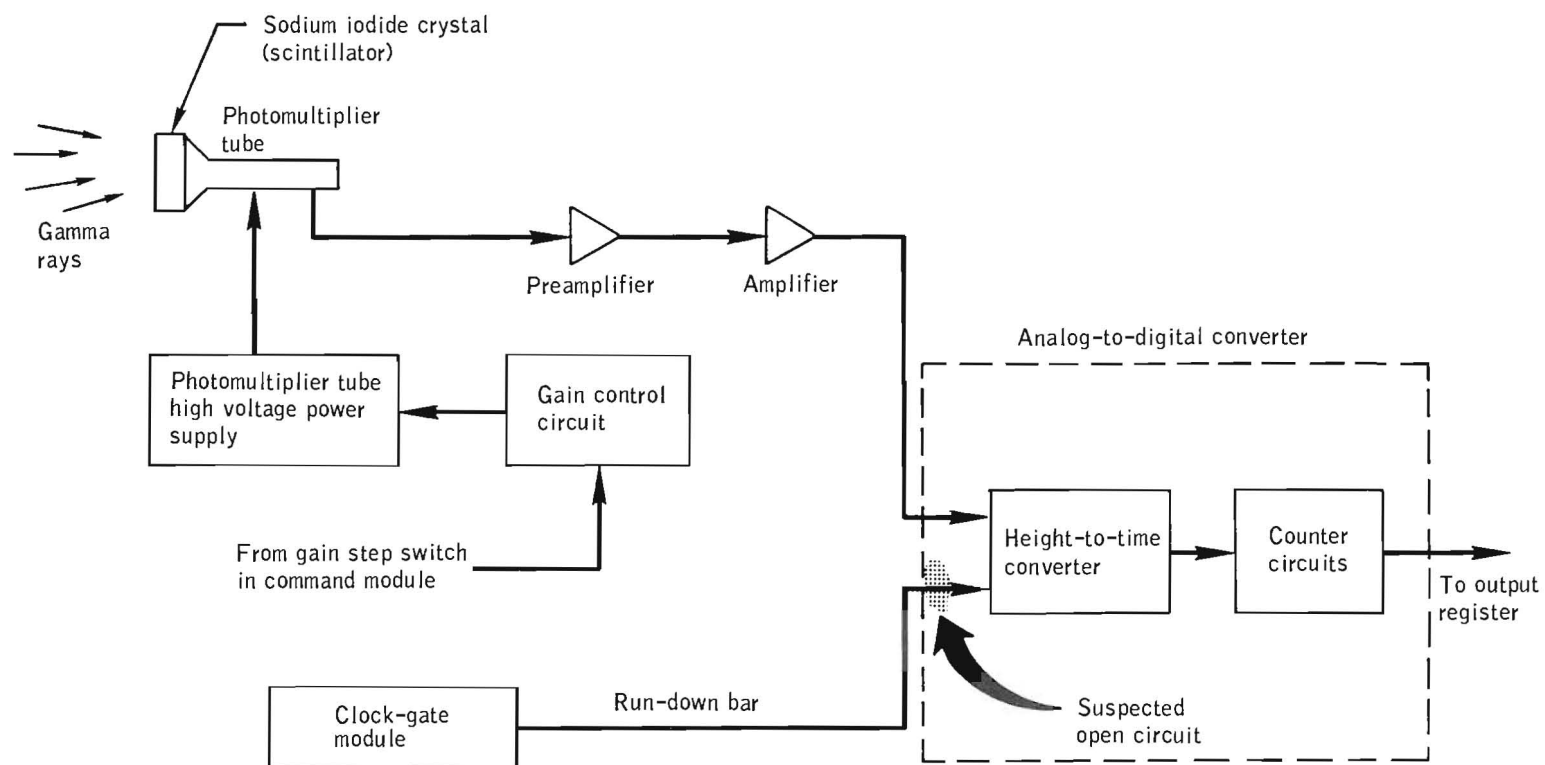 Sodium iodide crystal
(scintillator)
Photomultiplier
tube
Gamma
rays
Preamplifier
Amplifier
Analog-to-digital converter
Photomultiplier tube
high voltage power
supply
Gain control
circuit
From gain step switch
in command module
Height-to-time
converter
Counter
circuits
To output
register
Clock-gate
module
Run-down bar
Suspected
open circuit